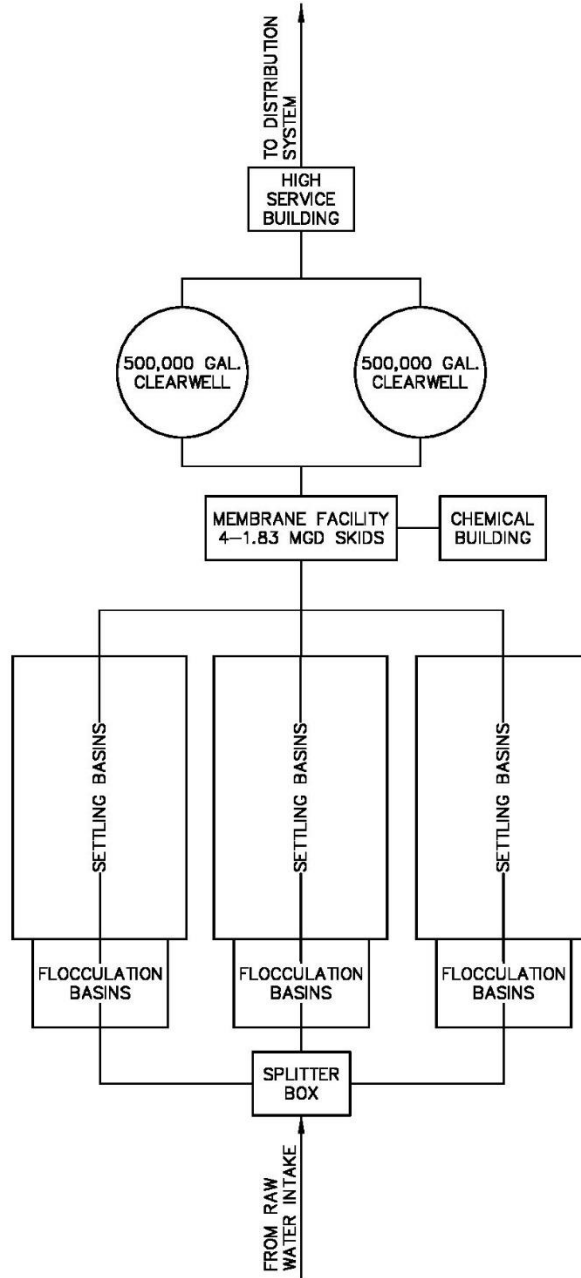 TO DISTRIBUTION
SYSTEM
HIGH
SERVICE
BUILDING
500,000 GAL.
CLEARWELL
500,000 GAL.
CLEARWELL
MEMBRANE FACILITY
4-1.83 MGD SKIDS
CHEMICAL
BUILDING
SETTLING BASINS
SETTLING BASINS
SETTLING BASINS
FLOCCULATION
BASINS
FLOCCULATION
BASINS
FLOCCULATION
BASINS
SPLITTER
BOX
FROM RAW
WATER INTAKE